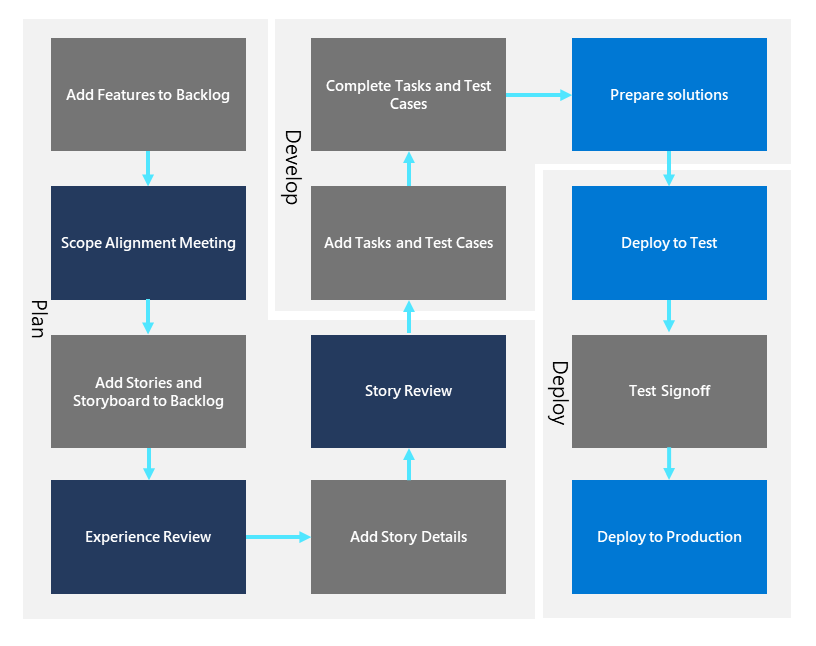 Plan
Add Features to Backlog
Scope Alignment Meeting
Add Stories and
Storyboard to Backlog
Experience Review
Add Story Details
Story Review
Develop
Add Tasks and Test Cases
Complete Tasks and Test
Cases
Prepare solutions
Deploy
Deploy to Test
Test Signoff
Deploy to Production